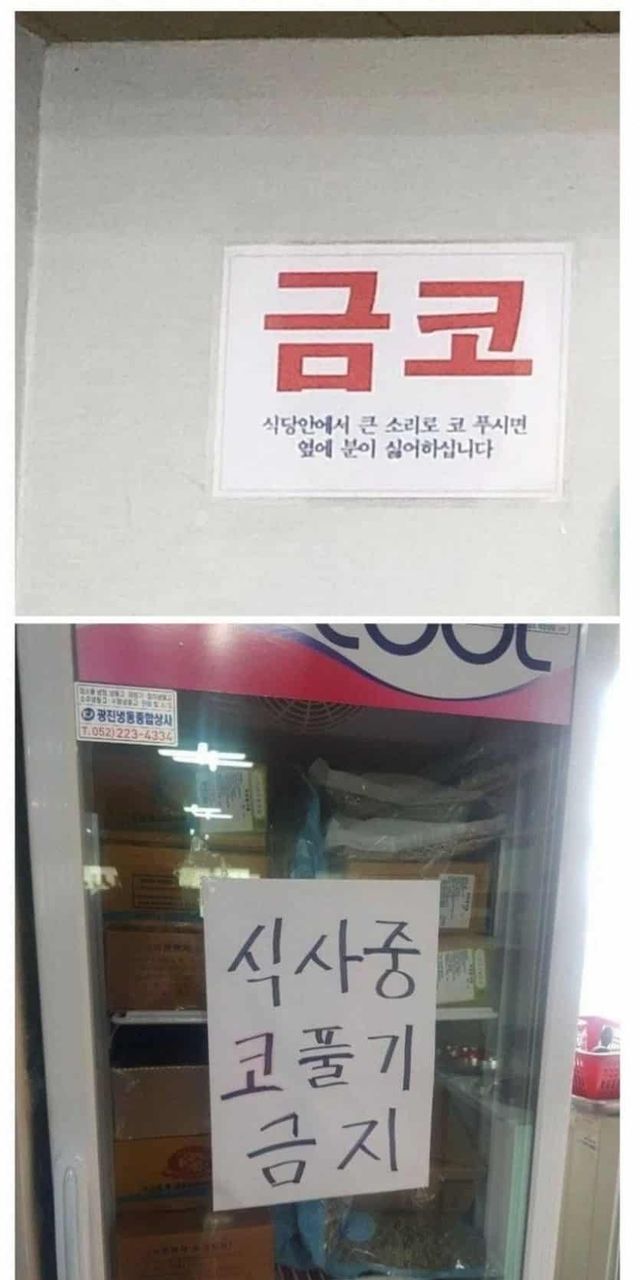 금코
식당안에서 큰 소리로 코 푸시면
옆에 분이 싫어하십니다
COOL
광진냉동종합상사
T.052)223-4334
식사중
코풀기
금지